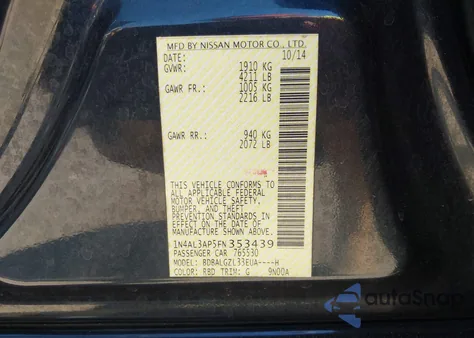 MFD BY NISSAN MOTOR CO., LTD.
DATE: 10/14
GVWR: 1910 KG
4211 LB
GAWR FR.: 1005 KG
2216 LB
GAWR RR.: 940 KG
2072 LB
THIS VEHICLE CONFORMS TO
ALL APPLICABLE FEDERAL
MOTOR VEHICLE SAFETY,
BUMPER, AND THEFT
PREVENTION STANDARDS IN
EFFECT ON THE DATE OF
MANUFACTURE SHOWN ABOVE.
1N4AL3AP5FN353439
PASSENGER CAR 765530
MODEL: BDBALGZL33EUA----H
COLOR: RBD TRIM: G 9N00A
autoSnap